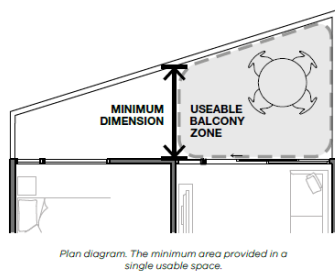 MINIMUM
DIMENSION
USEABLE
BALCONY
ZONE
Plan diagram. The minimum area provided in a
single usable space.